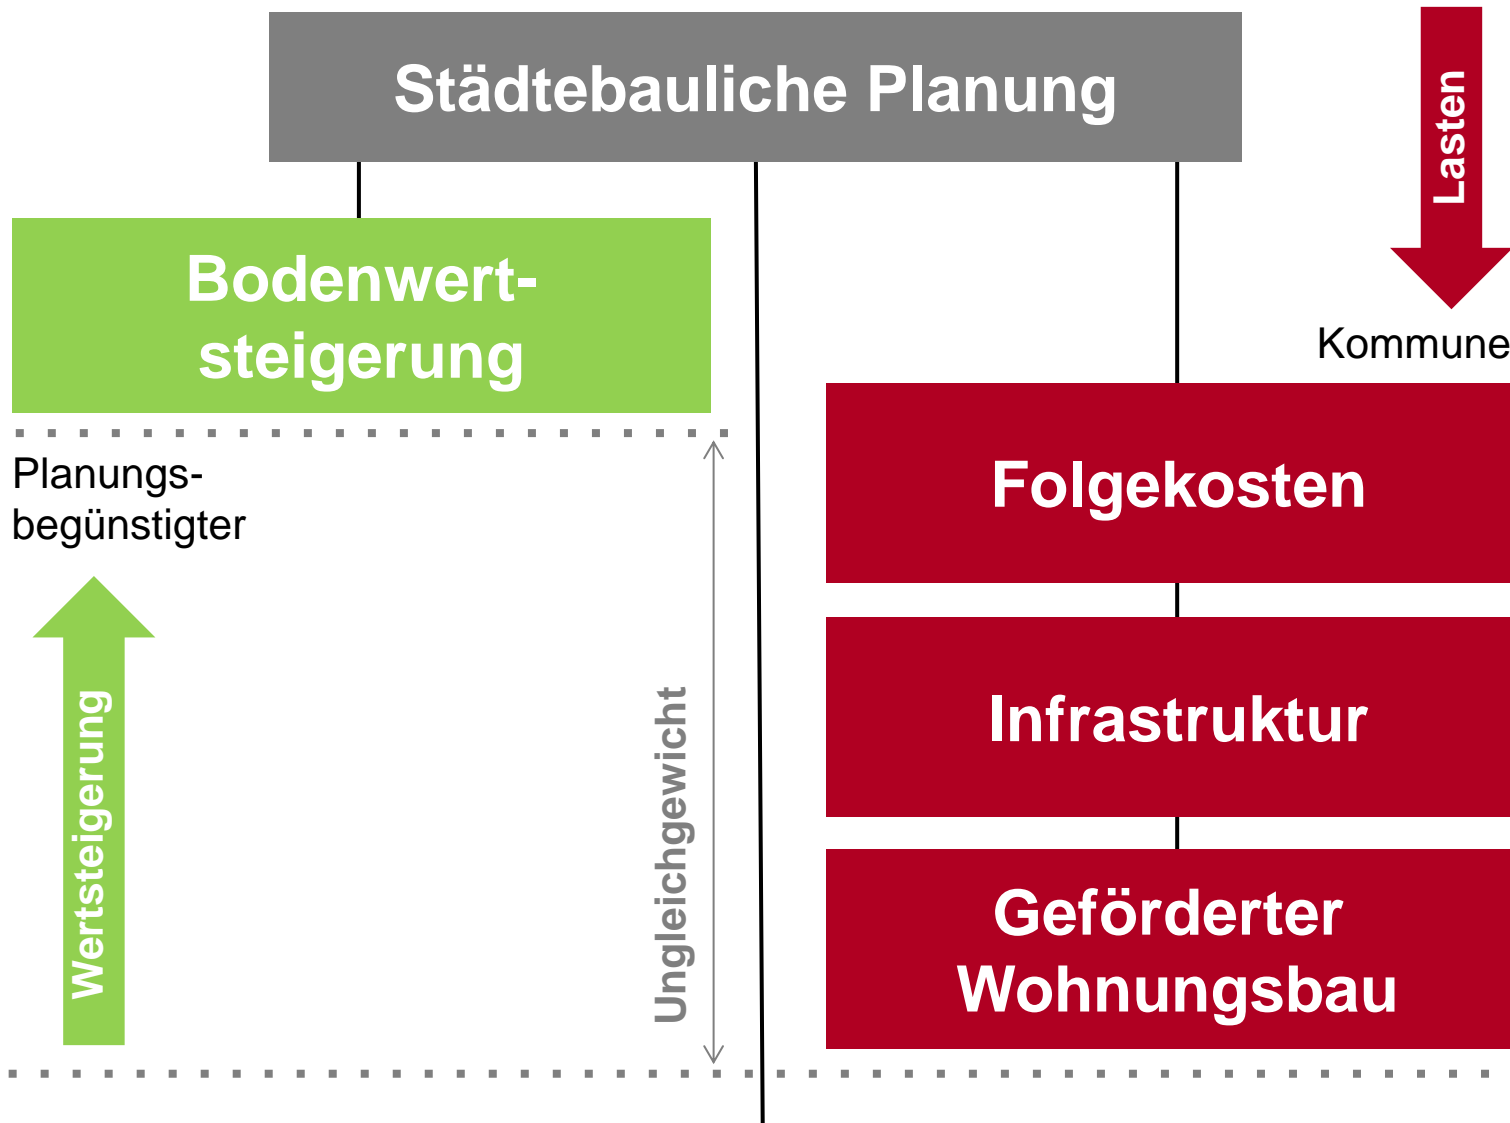 Städtebauliche Planung
Lasten
Bodenwert-
steigerung
Kommune
Planungs-
begünstigter
Wertsteigerung
Ungleichgewicht
Folgekosten
Infrastruktur
Geförderter
Wohnungsbau